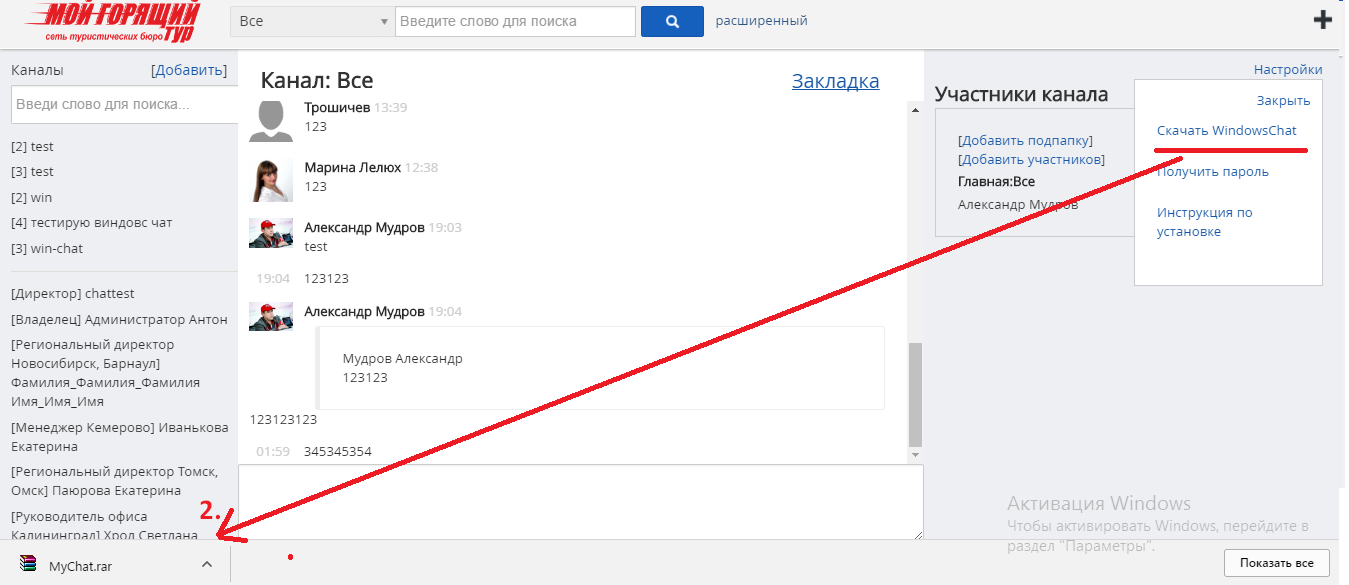 МОЙ ГОРЯЩИЙ
ТУР
сеть туристических бюро
Все
Введите слово для поиска
расширенный
Каналы
[Добавить]
Введи слово для поиска...
[2] test
[3] test
[2] win
[4] тестирую виндовс чат
[3] win-chat
[Директор] chattest
[Владелец] Администратор Антон
[Региональный директор
Новосибирск, Барнаул]
Фамилия_Фамилия_Фамилия
Имя_Имя_Имя
[Менеджер Кемерово] Иванькова
Екатерина
[Региональный директор Томск,
Омск] Паюрова Екатерина
[Руководитель офиса
Калининград] Хрол Светлана
Канал: Все
Закладка
Трошичев 13:39
123
Марина Лелюх 12:38
123
Александр Мудров 19:03
test
19:04 123123
Александр Мудров 19:04
Мудров Александр
123123
123123123
01:59 345345354
Настройки
Участники канала
[Добавить подпапку]
[Добавить участников]
Главная:Все
Александр Мудров
Закрыть
Скачать WindowsChat
Получить пароль
Инструкция по
установке
2.
Активация Windows
Чтобы активировать Windows, перейдите в
раздел "Параметры".
MyChat.rar
Показать все